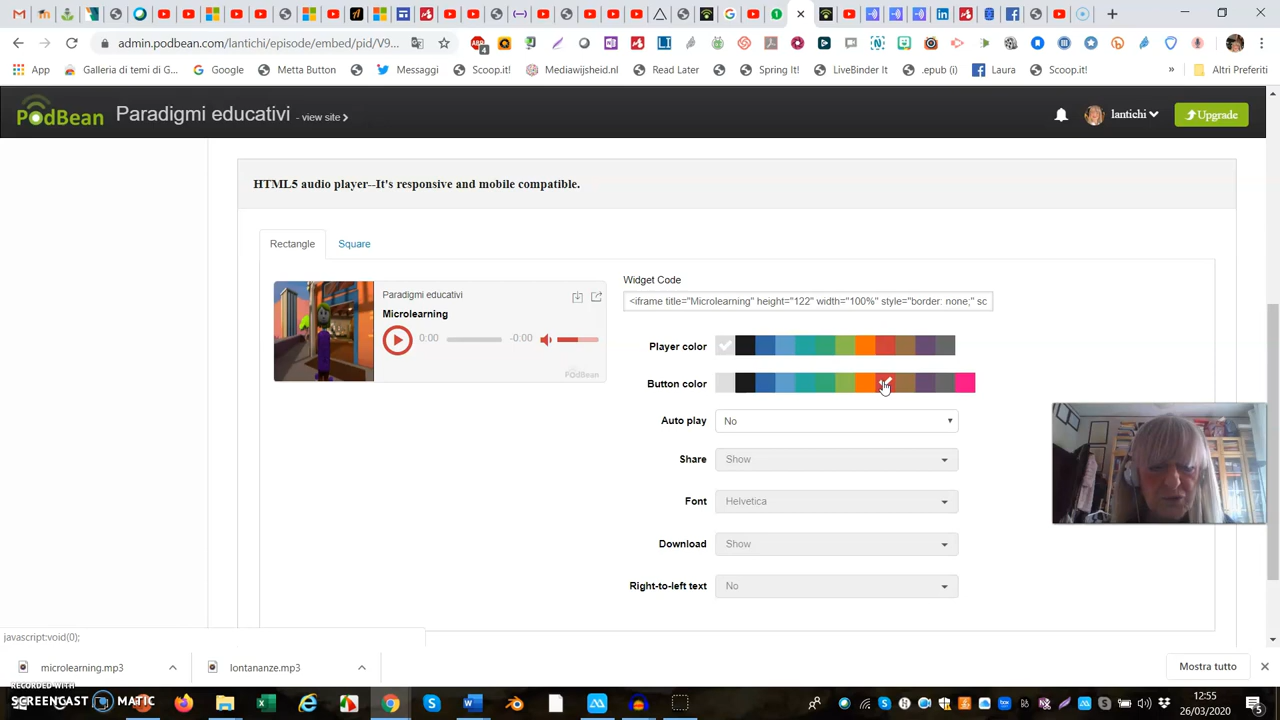 admin.podbean.com/lantichi/episode/embed/pid/V9...
App
Galleria di temi di G...
Google
Metta Button
Messaggi
Scoop.it!
Mediawijsheid.nl
Read Later
Spring It!
LiveBinder It
.epub (i)
Laura
Scoop.it!
»
Altri Preferiti
PodBean
Paradigmi educativi - view site >
lantichi
Upgrade
HTML5 audio player--It's responsive and mobile compatible.
Rectangle
Square
Paradigmi educativi
Microlearning
0:00
-0:00
PodBean
Widget Code
<iframe title="Microlearning" height="122" width="100%" style="border: none;" sc
Player color
Button color
Auto play
No
Share
Show
Font
Helvetica
Download
Show
Right-to-left text
No
javascript:void(0);
microlearning.mp3
lontananze.mp3
Mostra tutto
RECORDED WITH
SCREENCAST MATIC
12:55
26/03/2020